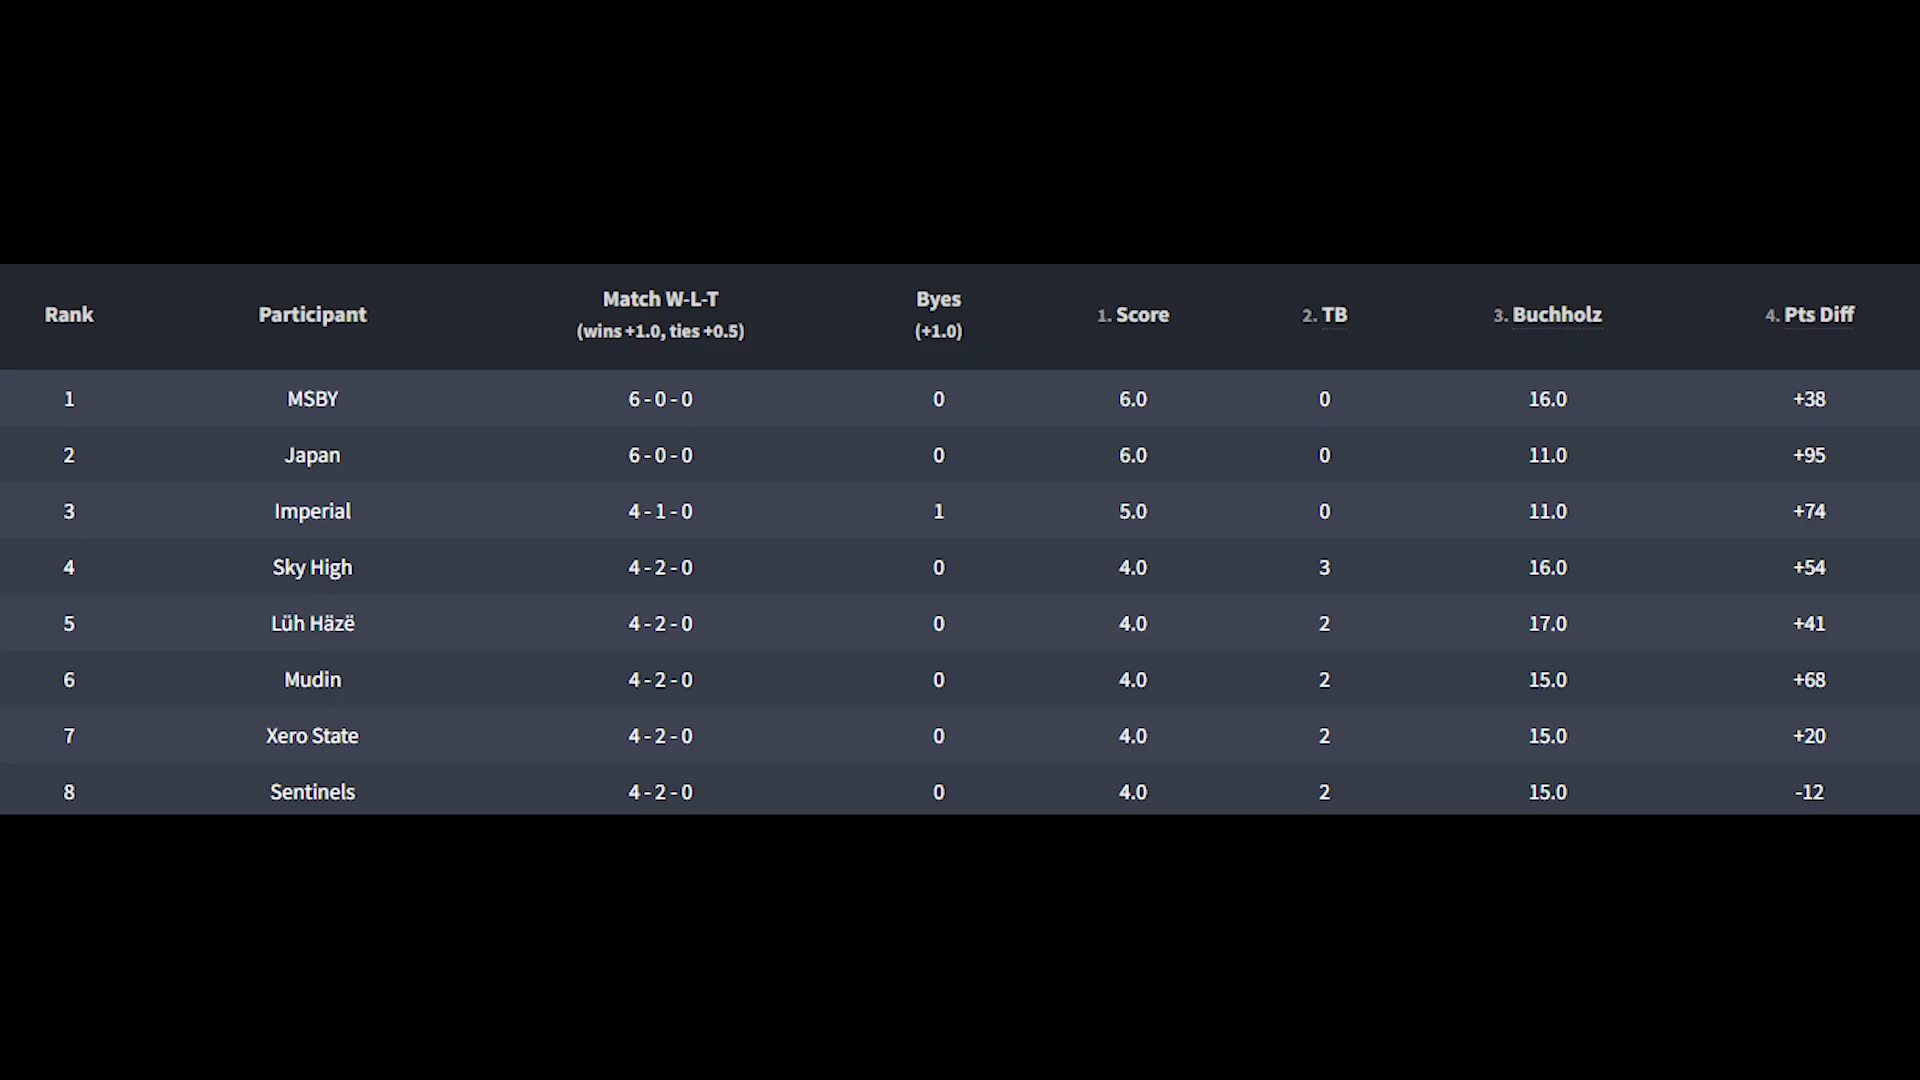 Rank Participant Match W-L-T (wins +1.0, ties +0.5) Byes (+1.0) 1. Score 2. TB 3. Buchholz 4. Pts Diff
1 MSBY 6 - 0 - 0 0 6.0 0 16.0 +38
2 Japan 6 - 0 - 0 0 6.0 0 11.0 +95
3 Imperial 4 - 1 - 0 1 5.0 0 11.0 +74
4 Sky High 4 - 2 - 0 0 4.0 3 16.0 +54
5 Lüh Häzë 4 - 2 - 0 0 4.0 2 17.0 +41
6 Mudin 4 - 2 - 0 0 4.0 2 15.0 +68
7 Xero State 4 - 2 - 0 0 4.0 2 15.0 +20
8 Sentinels 4 - 2 - 0 0 4.0 2 15.0 -12